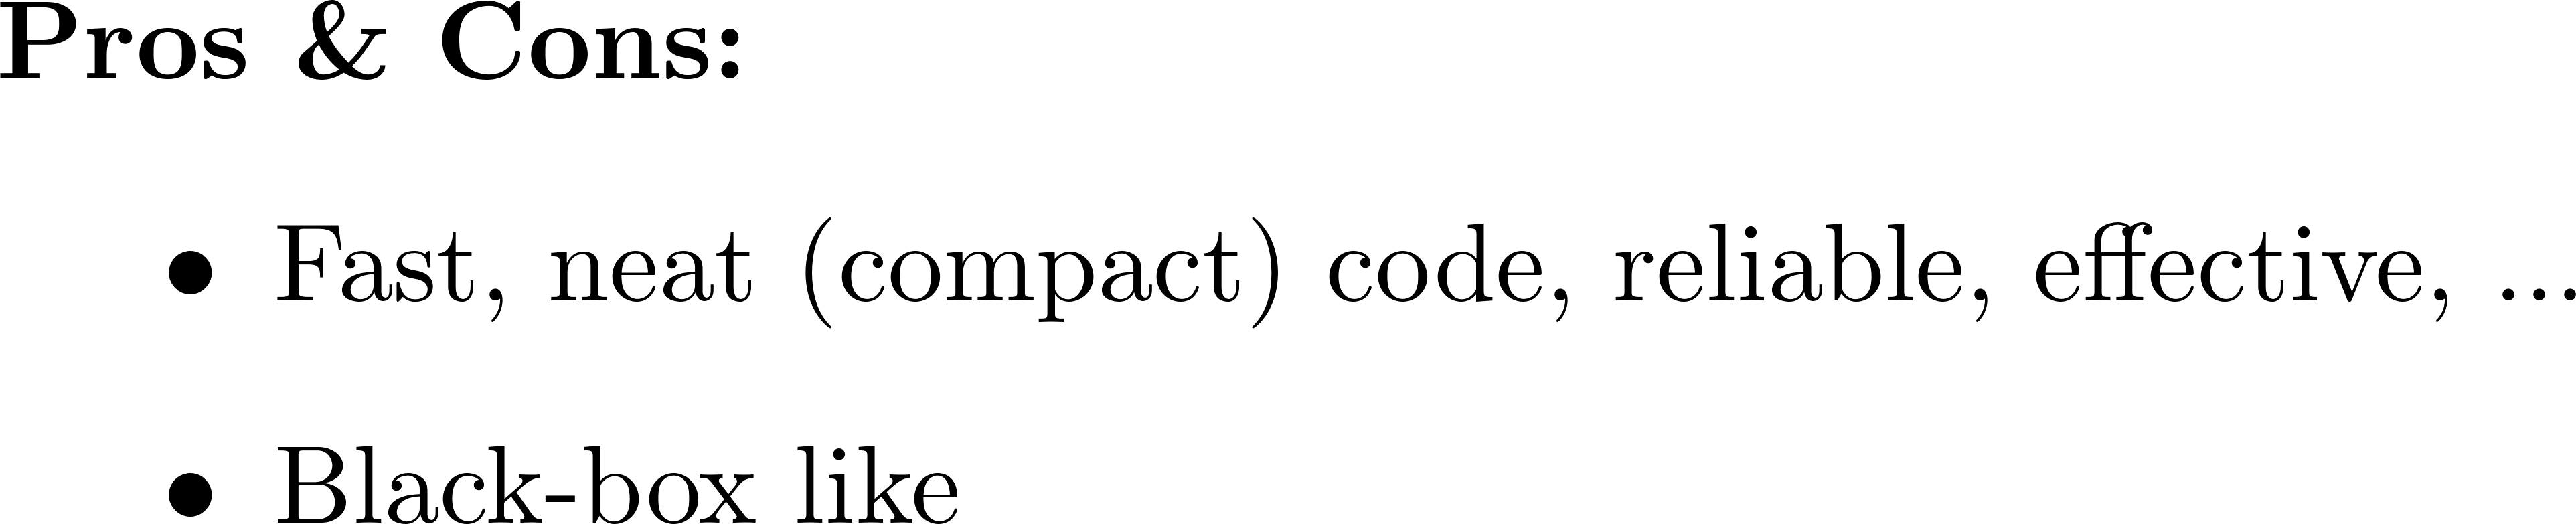 Pros & Cons:
• Fast, neat (compact) code, reliable, effective, ...
• Black-box like